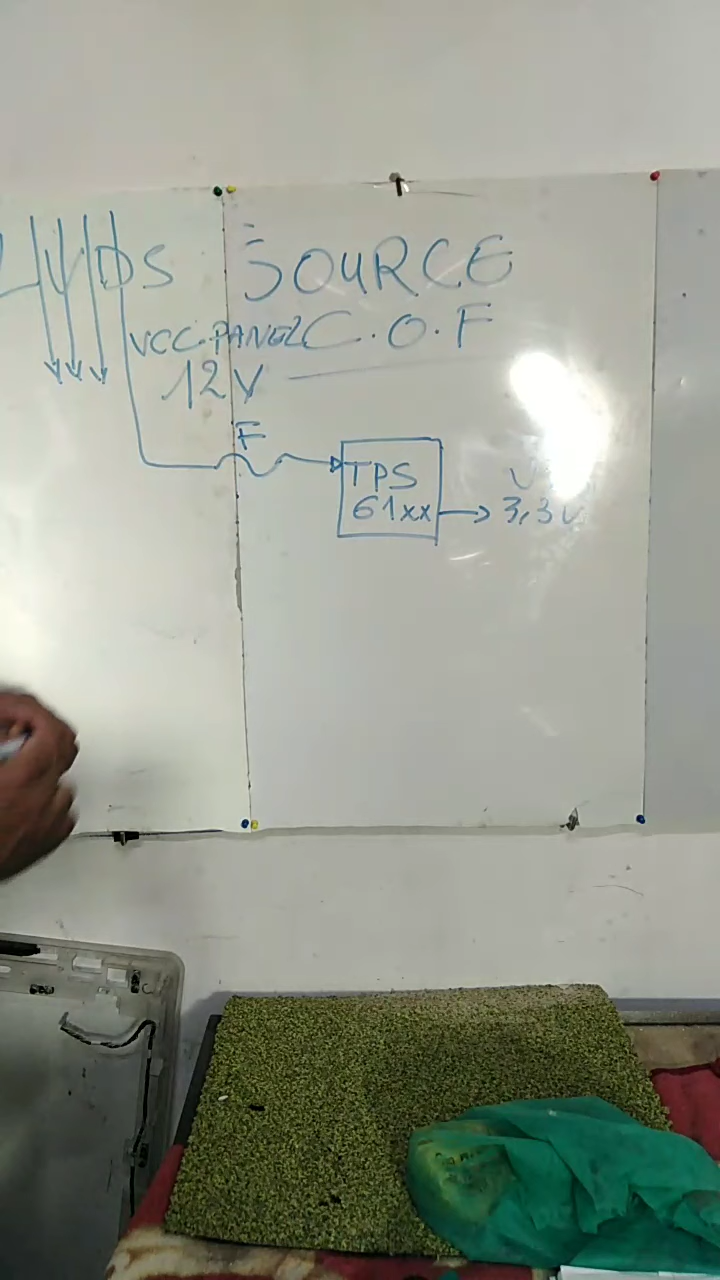 LVDS SOURCE
VCC-PANEL C.O.F
12V
F
TPS
61xx
3,3V